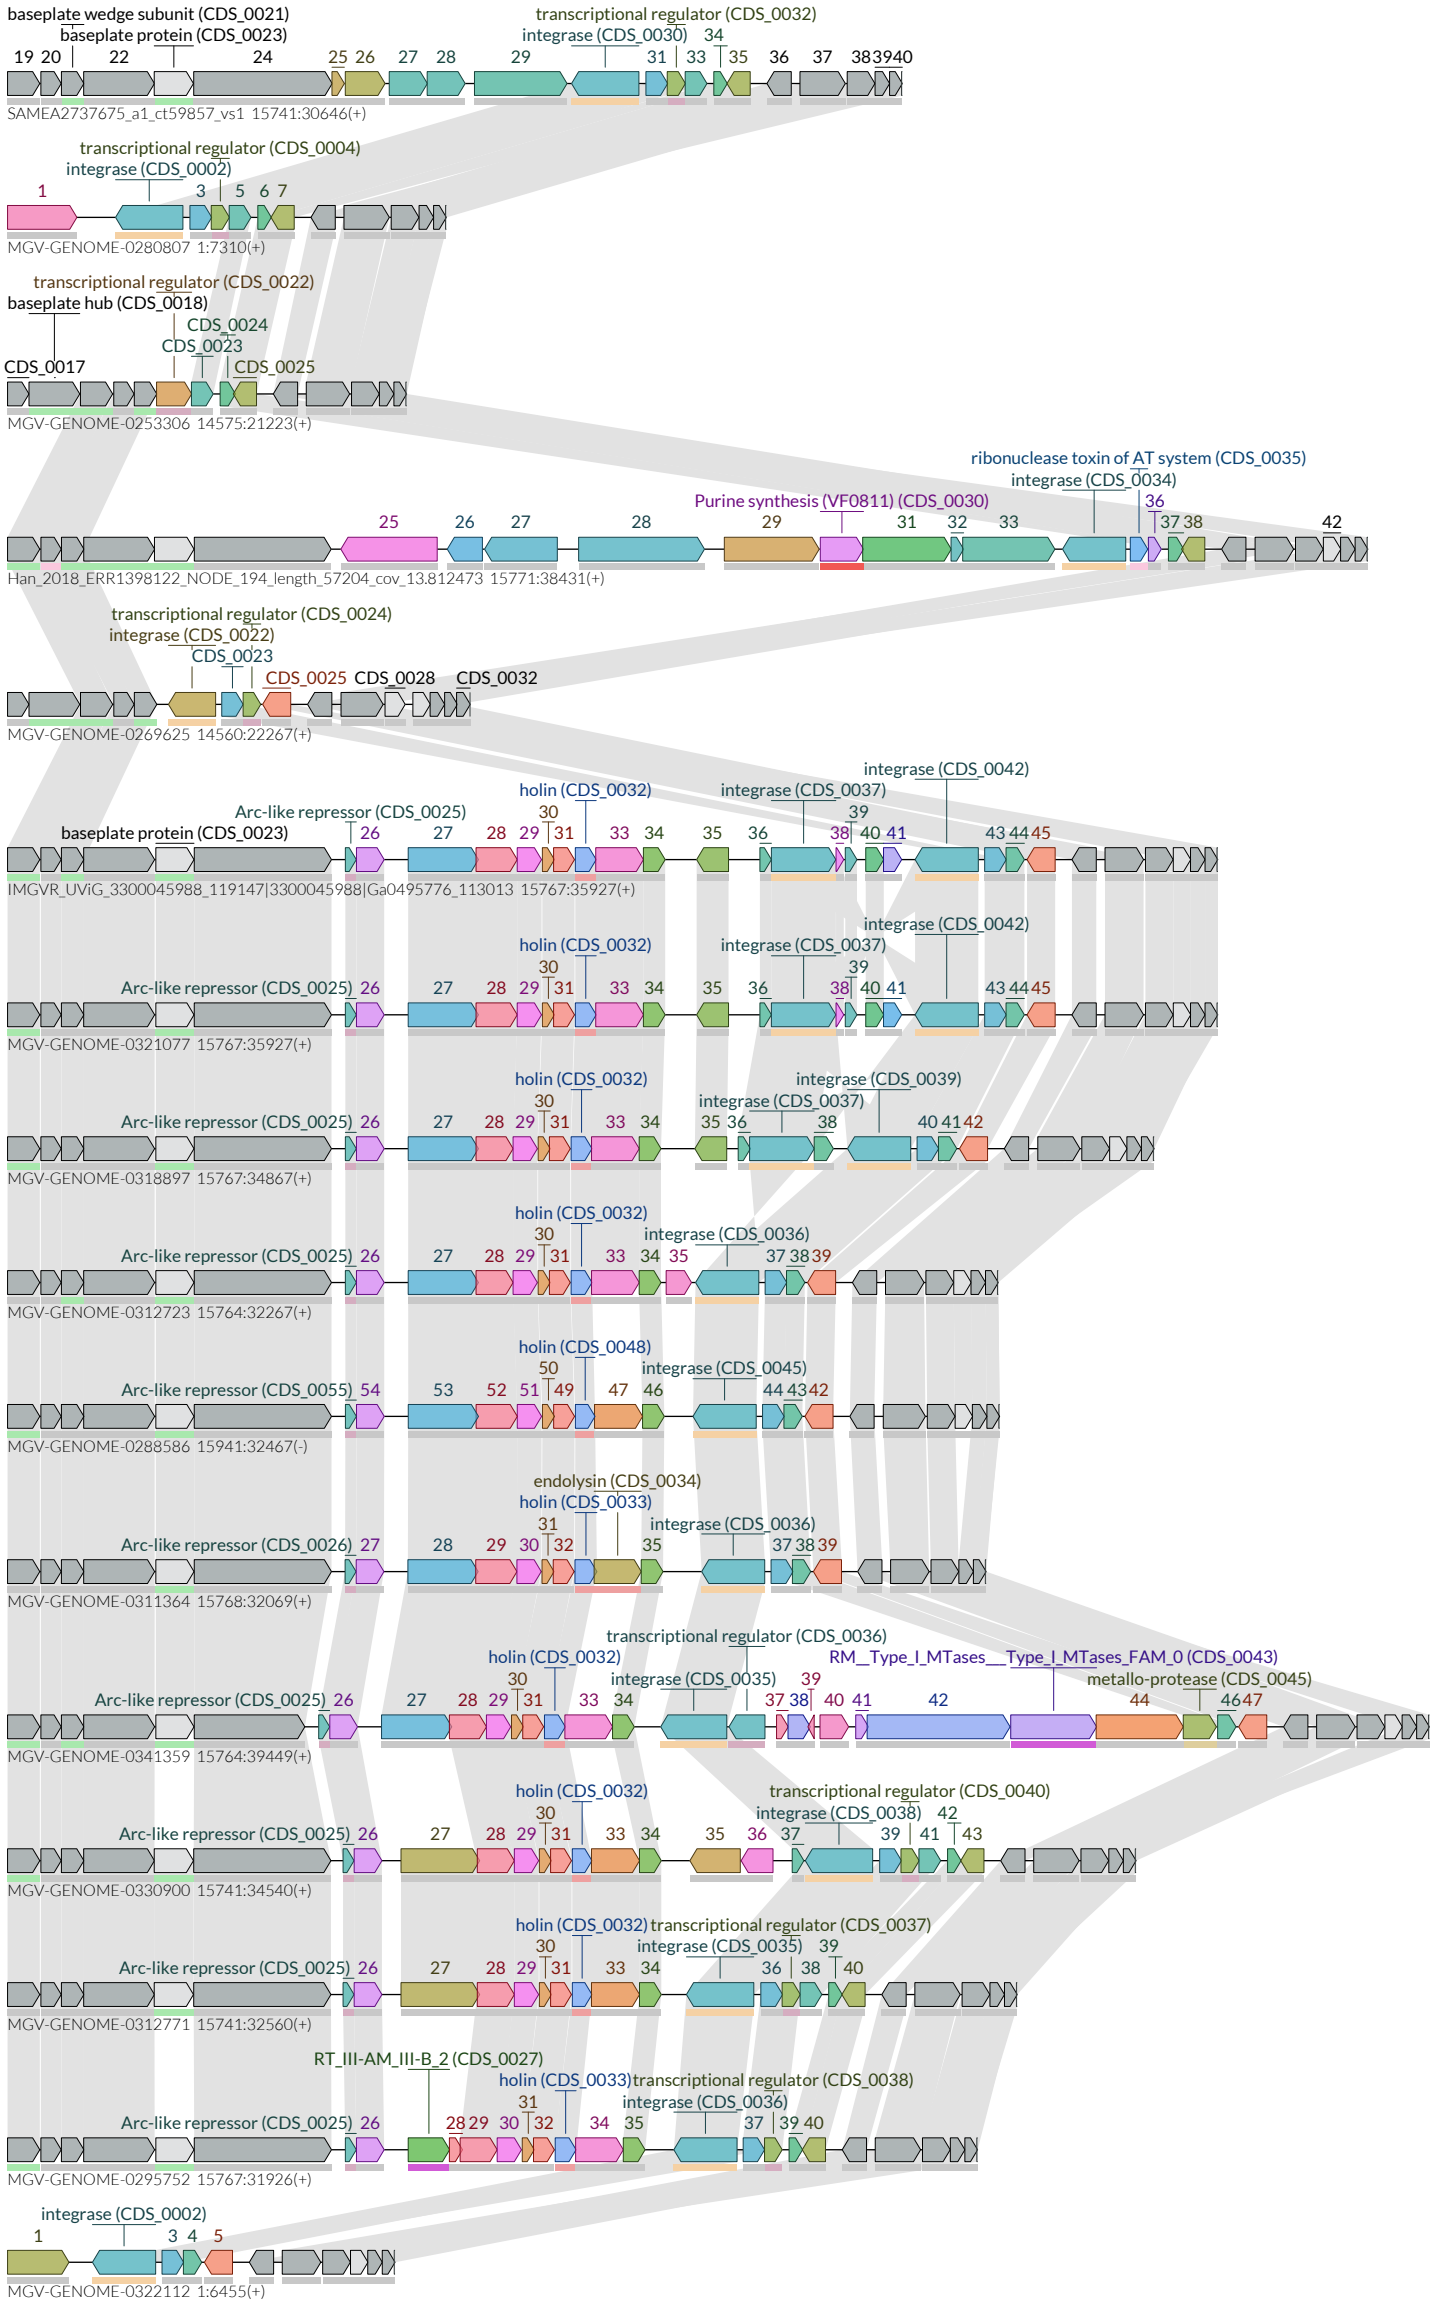 baseplate wedge subunit (CDS_0021) transcriptional regulator (CDS_0032)
baseplate protein (CDS_0023) integrase (CDS_0030) 34
19 20 22 24 25 26 27 28 29 31 33 35 36 37 38 39 40
SAMEA2737675_a1_ct59857_vs1 15741:30646(+)
transcriptional regulator (CDS_0004)
integrase (CDS_0002)
1 3 5 6 7
MGV-GENOME-0280807 1:7310(+)
transcriptional regulator (CDS_0022)
baseplate hub (CDS_0018)
CDS_0024
CDS_0023
CDS_0017 CDS_0025
MGV-GENOME-0253306 14575:21223(+)
ribonuclease toxin of AT system (CDS_0035)
integrase (CDS_0034)
Purine synthesis (VF0811) (CDS_0030) 36
25 26 27 28 29 31 32 33 37 38 42
Han_2018_ERR1398122_NODE_194_length_57204_cov_13.812473 15771:38431(+)
transcriptional regulator (CDS_0024)
integrase (CDS_0022)
CDS_0023
CDS_0025 CDS_0028 CDS_0032
MGV-GENOME-0269625 14560:22267(+)
integrase (CDS_0042)
holin (CDS_0032) integrase (CDS_0037)
Arc-like repressor (CDS_0025) 30 39
baseplate protein (CDS_0023) 26 27 28 29 31 33 34 35 36 38 40 41 43 44 45
IMGVR_UViG_3300045988_119147|3300045988|Ga0495776_113013 15767:35927(+)
integrase (CDS_0042)
holin (CDS_0032) integrase (CDS_0037)
30 39
Arc-like repressor (CDS_0025) 26 27 28 29 31 33 34 35 36 38 40 41 43 44 45
MGV-GENOME-0321077 15767:35927(+)
holin (CDS_0032) integrase (CDS_0039)
30 integrase (CDS_0037)
Arc-like repressor (CDS_0025) 26 27 28 29 31 33 34 35 36 38 40 41 42
MGV-GENOME-0318897 15767:34867(+)
holin (CDS_0032)
30 integrase (CDS_0036)
Arc-like repressor (CDS_0025) 26 27 28 29 31 33 34 35 37 38 39
MGV-GENOME-0312723 15764:32267(+)
holin (CDS_0048)
50 integrase (CDS_0045)
Arc-like repressor (CDS_0055) 54 53 52 51 49 47 46 44 43 42
MGV-GENOME-0288586 15941:32467(-)
endolysin (CDS_0034)
holin (CDS_0033)
31 integrase (CDS_0036)
Arc-like repressor (CDS_0026) 27 28 29 30 32 35 37 38 39
MGV-GENOME-0311364 15768:32069(+)
transcriptional regulator (CDS_0036)
holin (CDS_0032) RM__Type_I_MTases___Type_I_MTases_FAM_0 (CDS_0043)
30 integrase (CDS_0035) 39 metallo-protease (CDS_0045)
Arc-like repressor (CDS_0025) 26 27 28 29 31 33 34 37 38 40 41 42 44 46 47
MGV-GENOME-0341359 15764:39449(+)
holin (CDS_0032) transcriptional regulator (CDS_0040)
30 integrase (CDS_0038) 42
Arc-like repressor (CDS_0025) 26 27 28 29 31 33 34 35 36 37 39 41 43
MGV-GENOME-0330900 15741:34540(+)
holin (CDS_0032) transcriptional regulator (CDS_0037)
30 integrase (CDS_0035) 39
Arc-like repressor (CDS_0025) 26 27 28 29 31 33 34 36 38 40
MGV-GENOME-0312771 15741:32560(+)
RT_III-AM_III-B_2 (CDS_0027)
holin (CDS_0033) transcriptional regulator (CDS_0038)
31 integrase (CDS_0036)
Arc-like repressor (CDS_0025) 26 28 29 30 32 34 35 37 39 40
MGV-GENOME-0295752 15767:31926(+)
integrase (CDS_0002)
1 3 4 5
MGV-GENOME-0322112 1:6455(+)